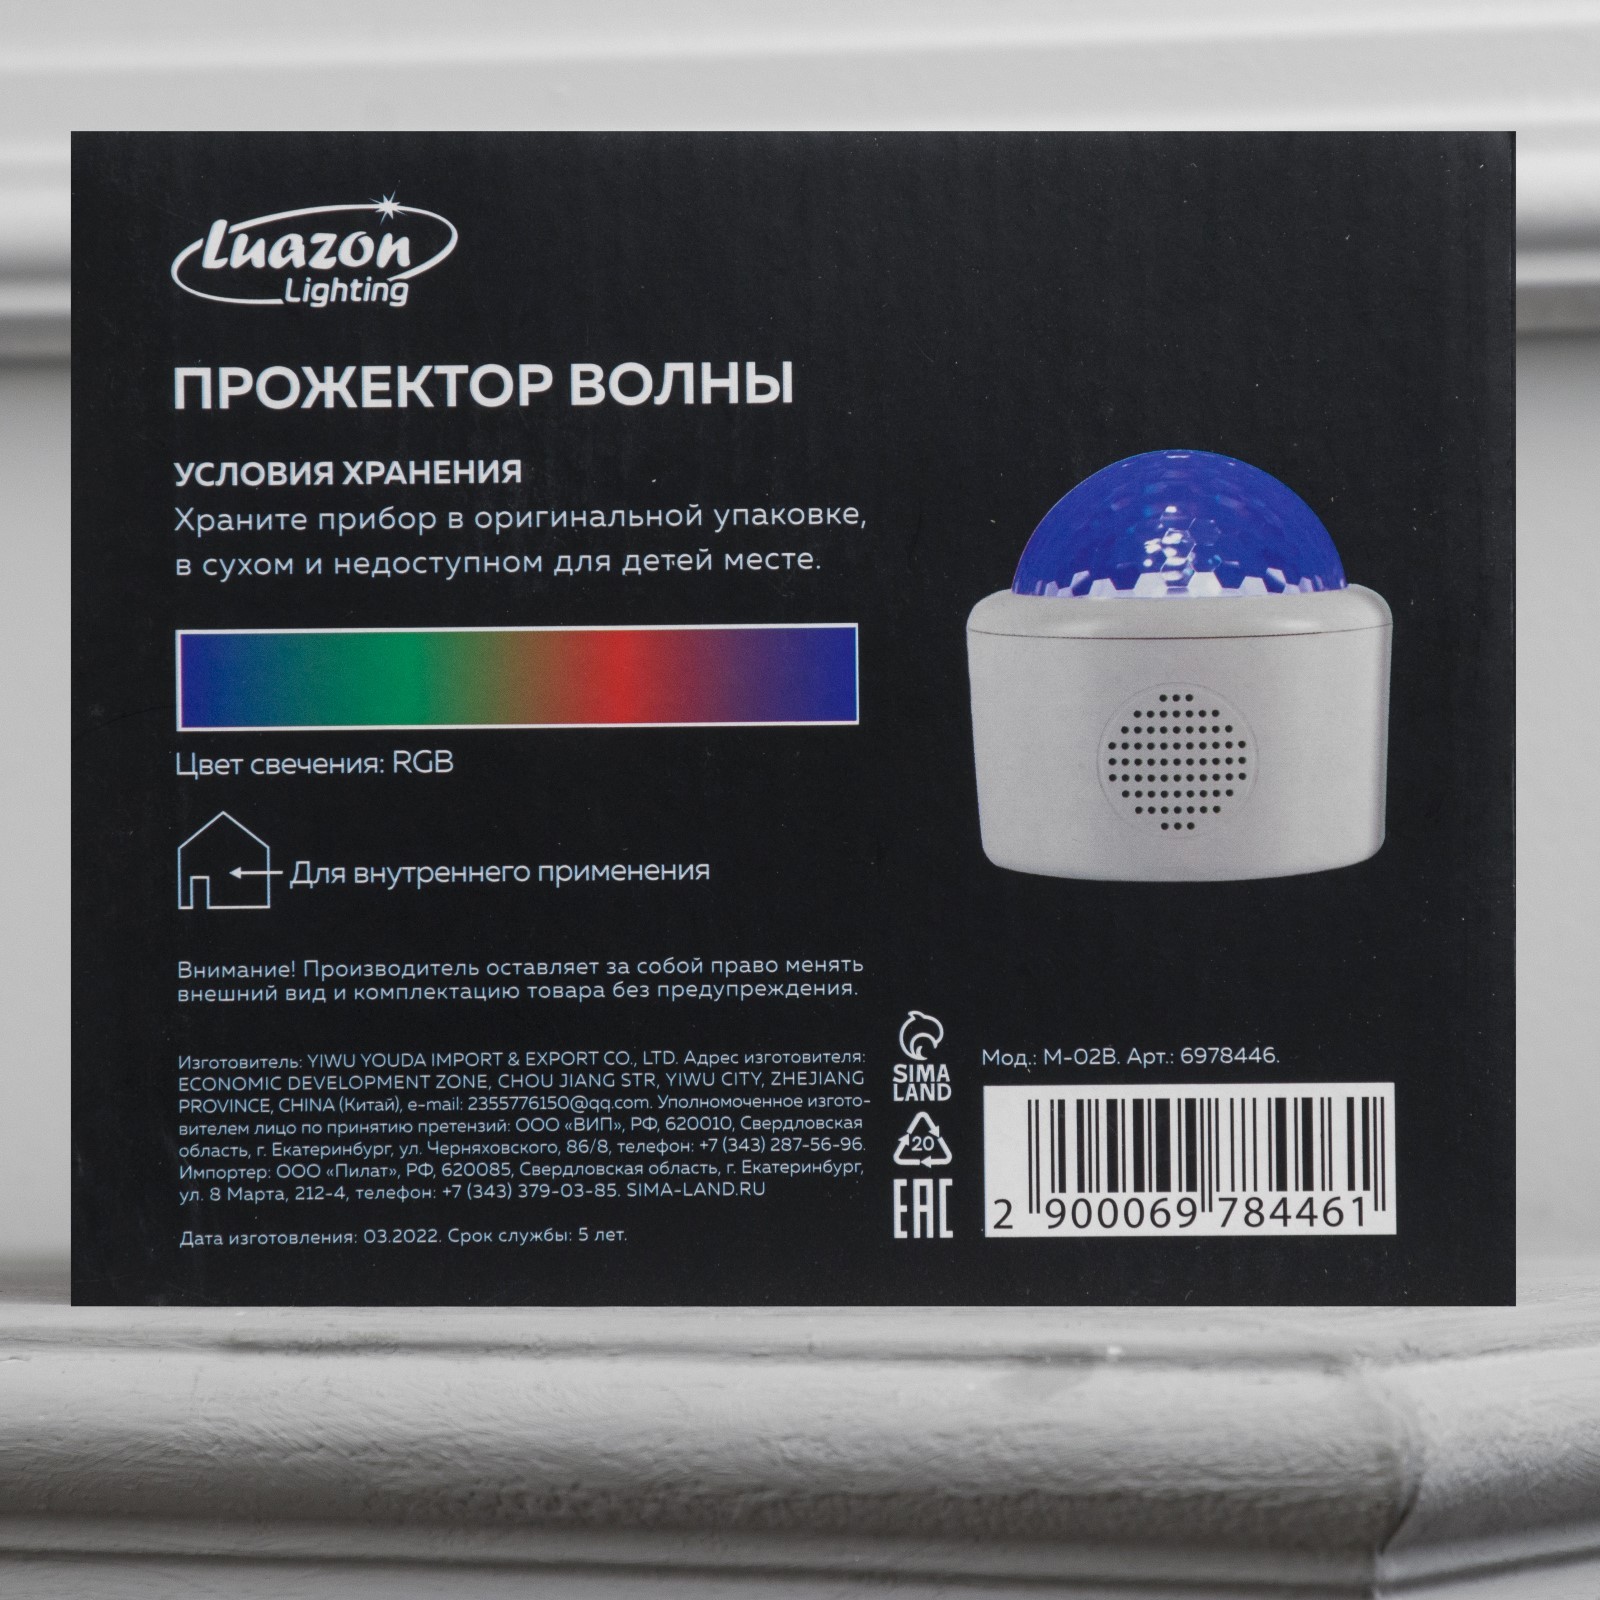 Luazon
Lighting
ПРОЖЕКТОР ВОЛНЫ
УСЛОВИЯ ХРАНЕНИЯ
Храните прибор в оригинальной упаковке,
в сухом и недоступном для детей месте.
Цвет свечения: RGB
Для внутреннего применения
Внимание! Производитель оставляет за собой право менять
внешний вид и комплектацию товара без предупреждения.
Изготовитель: YIWU YOUDA IMPORT & EXPORT CO., LTD. Адрес изготовителя:
ECONOMIC DEVELOPMENT ZONE, CHOU JIANG STR, YIWU CITY, ZHEJIANG
PROVINCE, CHINA (Китай), e-mail: 2355776150@qq.com. Уполномоченное изгото-
вителем лицо по принятию претензий: ООО «ВИП», РФ, 620010, Свердловская
область, г. Екатеринбург, ул. Черняховского, 86/8, телефон: +7 (343) 287-56-96.
Импортер: ООО «Пилат», РФ, 620085, Свердловская область, г. Екатеринбург,
ул. 8 Марта, 212-4, телефон: +7 (343) 379-03-85. SIMA-LAND.RU
Дата изготовления: 03.2022. Срок службы: 5 лет.
SIMA
LAND
20
EAC
Мод.: M-02B. Арт.: 6978446.
2 900069 784461